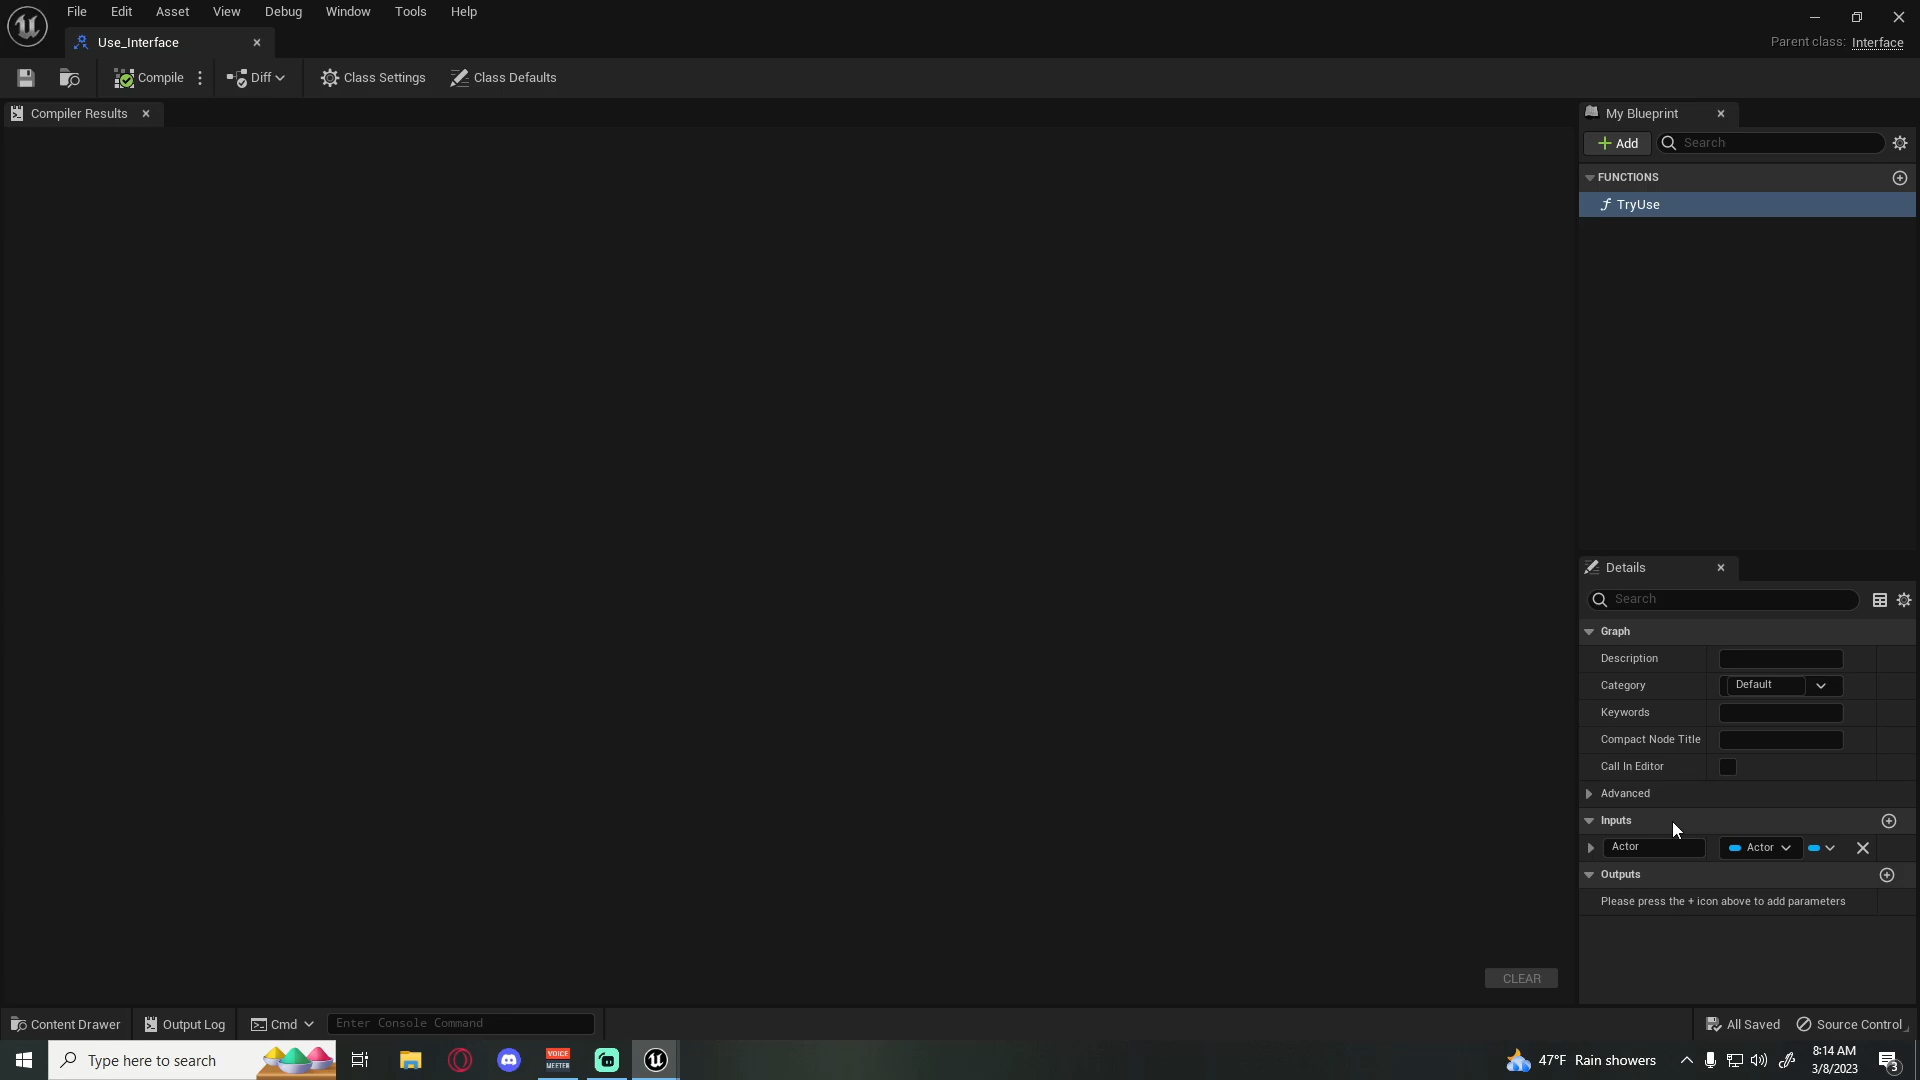 File Edit Asset View Debug Window Tools Help
Use_Interface
Parent class: Interface
Compile Diff Class Settings Class Defaults
Compiler Results
My Blueprint
Add Search
FUNCTIONS
f TryUse
Details
Search
Graph
Description
Category Default
Keywords
Compact Node Title
Call In Editor
Advanced
Inputs
Actor Actor
Outputs
Please press the + icon above to add parameters
CLEAR
Content Drawer Output Log Cmd Enter Console Command All Saved Source Control
Type here to search VOICE MEETER 47°F Rain showers 8:14 AM
3/8/2023 3